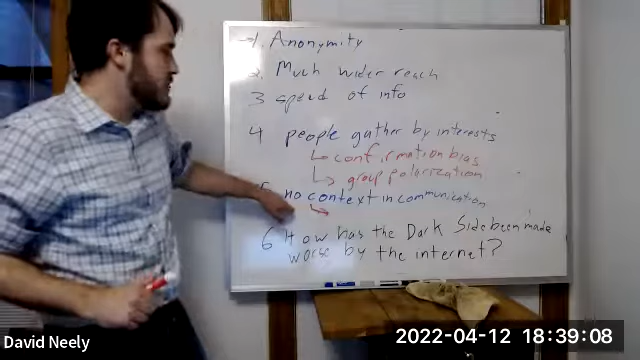 1. Anonymity
2. Much wider reach
3 speed of info
4 people gather by interests
↳ confirmation bias
↳ group polarization
5 no context in communication
↳
6 How has the Dark Side been made
worse by the internet?
David Neely
2022-04-12 18:39:08